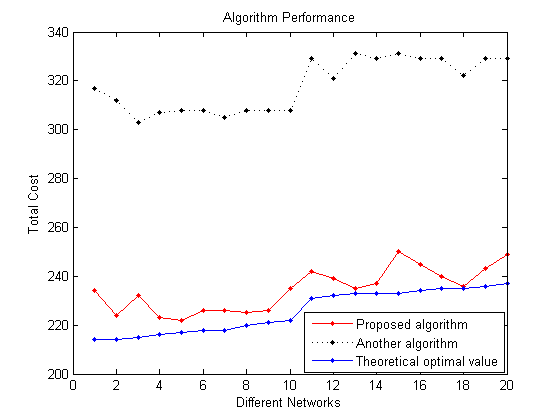 Algorithm Performance
340
320
300
280
260
240
220
200
Total Cost
0 2 4 6 8 10 12 14 16 18 20
Different Networks
Proposed algorithm
Another algorithm
Theoretical optimal value